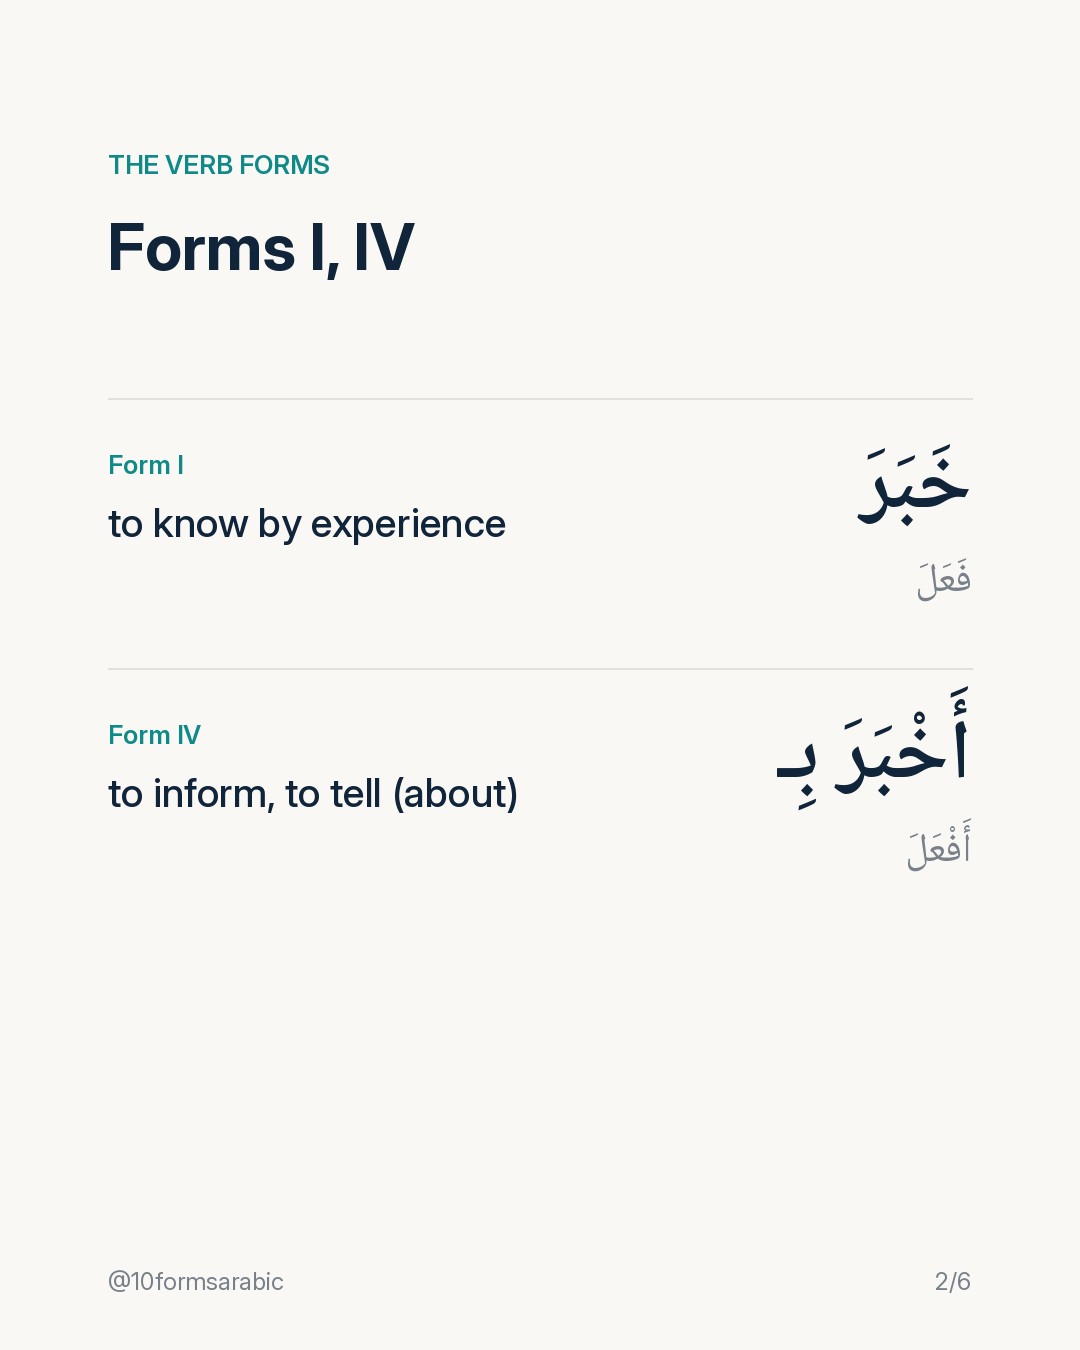 THE VERB FORMS
Forms I, IV
Form I
خَبَرَ
to know by experience
فَعَلَ
Form IV
أَخْبَرَ بِـ
to inform, to tell (about)
أَفْعَلَ
@10formsarabic
2/6